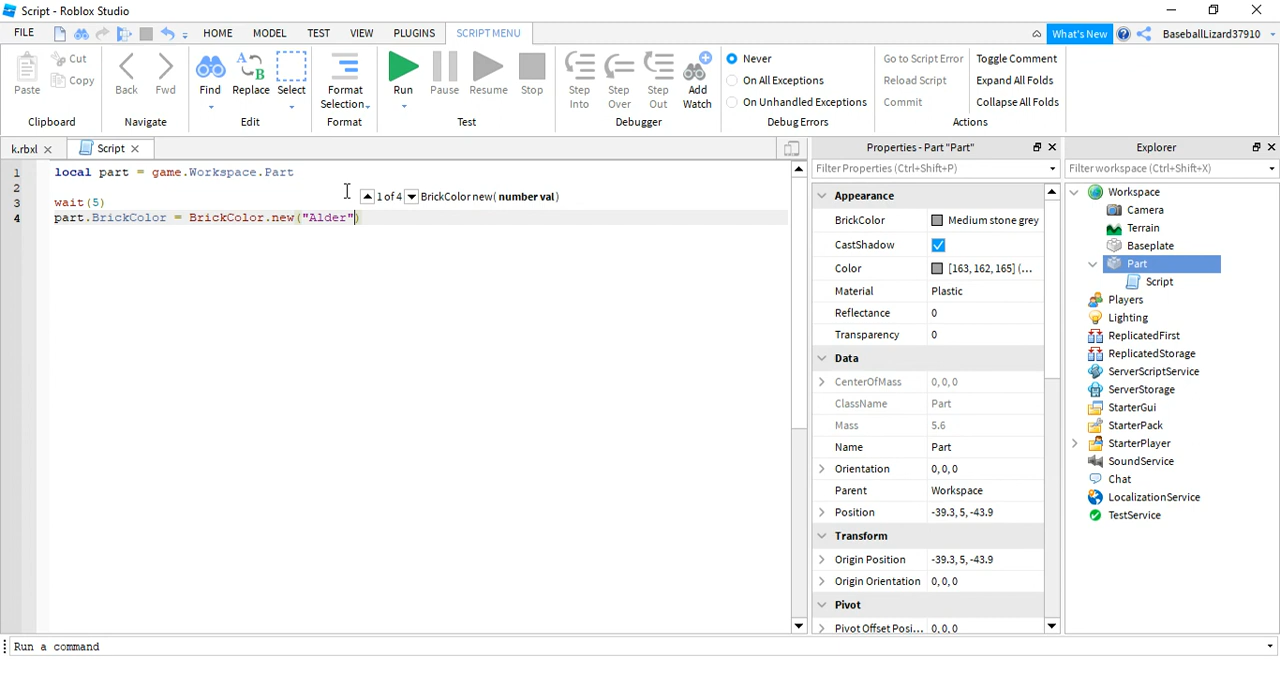 Script - Roblox Studio
FILE HOME MODEL TEST VIEW PLUGINS SCRIPT MENU What's New BaseballLizard37910
Paste Cut Copy Clipboard
Back Fwd Navigate
Find Replace Select Edit
Format Selection Format
Run Pause Resume Stop Test
Step Into Step Over Step Out Add Watch Debugger
Never
On All Exceptions
On Unhandled Exceptions
Debug Errors
Go to Script Error
Reload Script
Commit
Toggle Comment
Expand All Folds
Collapse All Folds
Actions
k.rbxl Script
1 local part = game.Workspace.Part
2
1 of 4 BrickColor new( number val )
3 wait(5)
4 part.BrickColor = BrickColor.new("Alder")
Properties - Part "Part"
Filter Properties (Ctrl+Shift+P)
Appearance
BrickColor Medium stone grey
CastShadow
Color [163, 162, 165] (...
Material Plastic
Reflectance 0
Transparency 0
Data
CenterOfMass 0, 0, 0
ClassName Part
Mass 5.6
Name Part
Orientation 0, 0, 0
Parent Workspace
Position -39.3, 5, -43.9
Transform
Origin Position -39.3, 5, -43.9
Origin Orientation 0, 0, 0
Pivot
Pivot Offset Posi... 0, 0, 0
Explorer
Filter workspace (Ctrl+Shift+X)
Workspace
Camera
Terrain
Baseplate
Part
Script
Players
Lighting
ReplicatedFirst
ReplicatedStorage
ServerScriptService
ServerStorage
StarterGui
StarterPack
StarterPlayer
SoundService
Chat
LocalizationService
TestService
Run a command